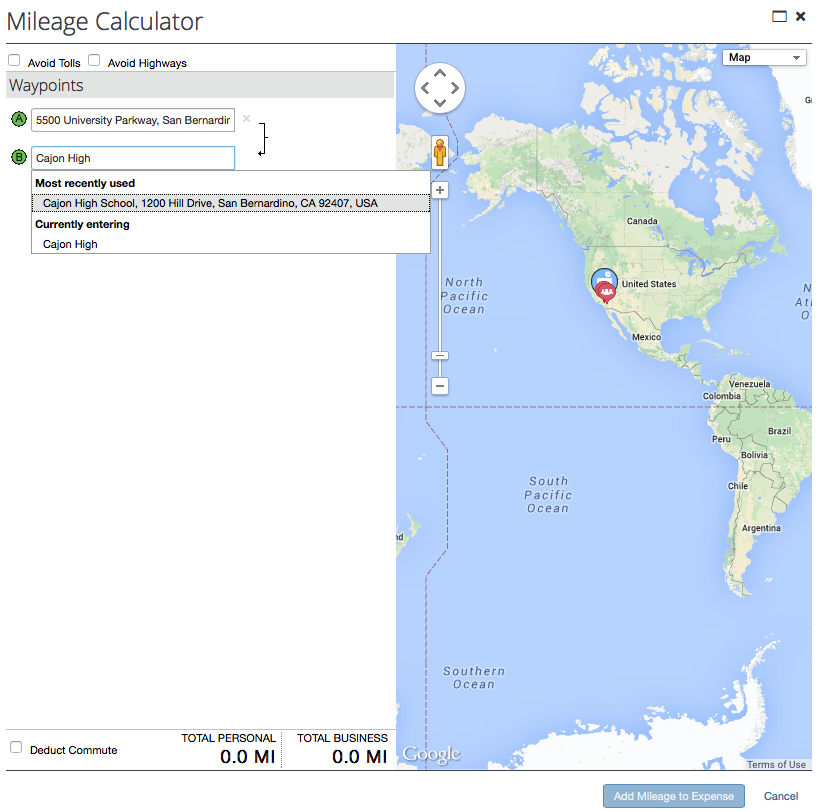 Mileage Calculator
Avoid Tolls
Avoid Highways
Waypoints
A
5500 University Parkway, San Bernardir
B
Cajon High
Most recently used
Cajon High School, 1200 Hill Drive, San Bernardino, CA 92407, USA
Currently entering
Cajon High
Map
Canada
United States
North
Pacific
Ocean
Mexico
Venezuela
Colombia
Brazil
Peru
Bolivia
Chile
South
Pacific
Ocean
Argentina
Southern
Ocean
Google
Terms of Use
Deduct Commute
TOTAL PERSONAL
0.0 MI
TOTAL BUSINESS
0.0 MI
Add Mileage to Expense
Cancel